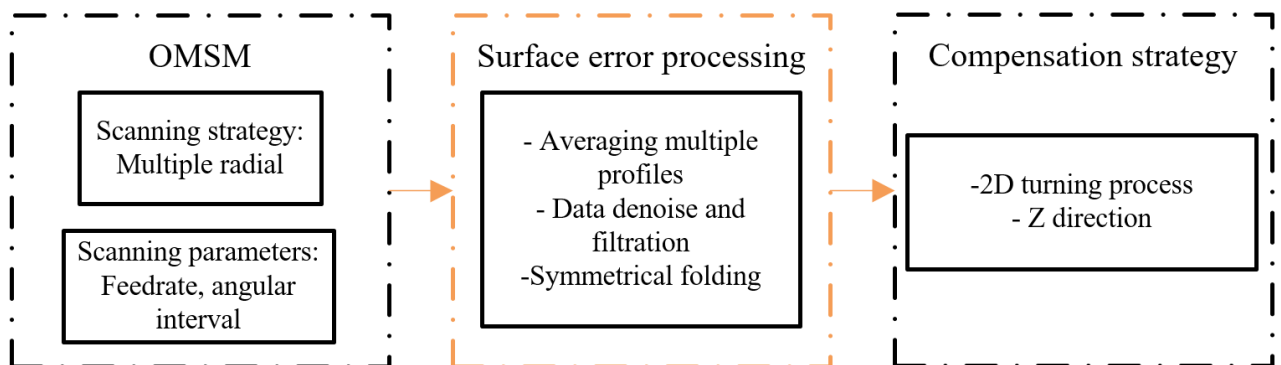 OMSM
Scanning strategy:
Multiple radial
Scanning parameters:
Feedrate, angular
interval
Surface error processing
- Averaging multiple
profiles
- Data denoise and
filtration
-Symmetrical folding
Compensation strategy
-2D turning process
- Z direction